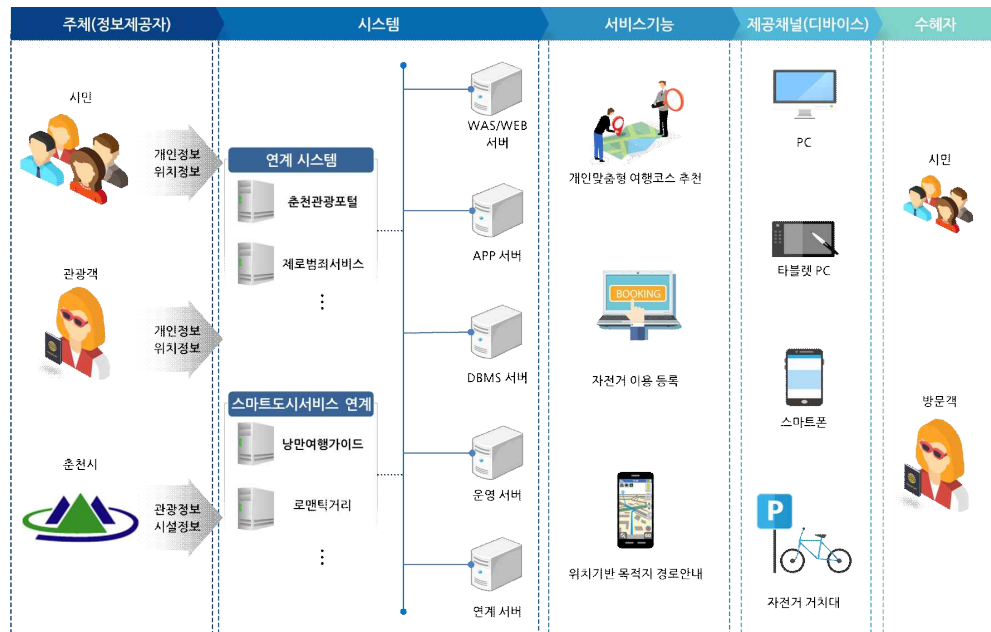 주체(정보제공자)
시스템
서비스기능
제공채널(디바이스)
수혜자
시민
개인정보
위치정보
관광객
개인정보
위치정보
춘천시
관광정보
시설정보
연계 시스템
춘천관광포털
제로범죄서비스
⋮
스마트도시서비스 연계
낭만여행가이드
로맨틱거리
⋮
WAS/WEB
서버
APP 서버
DBMS 서버
운영 서버
연계 서버
개인맞춤형 여행코스 추천
BOOKING
자전거 이용 등록
위치기반 목적지 경로안내
PC
타블렛 PC
스마트폰
P
자전거 거치대
시민
방문객